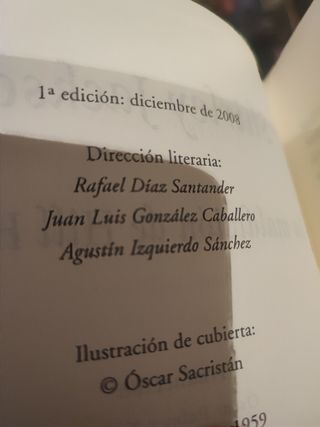 1ª edición: diciembre de 2008
Dirección literaria:
Rafael Díaz Santander
Juan Luis González Caballero
Agustín Izquierdo Sánchez
Ilustración de cubierta:
© Óscar Sacristán
1959